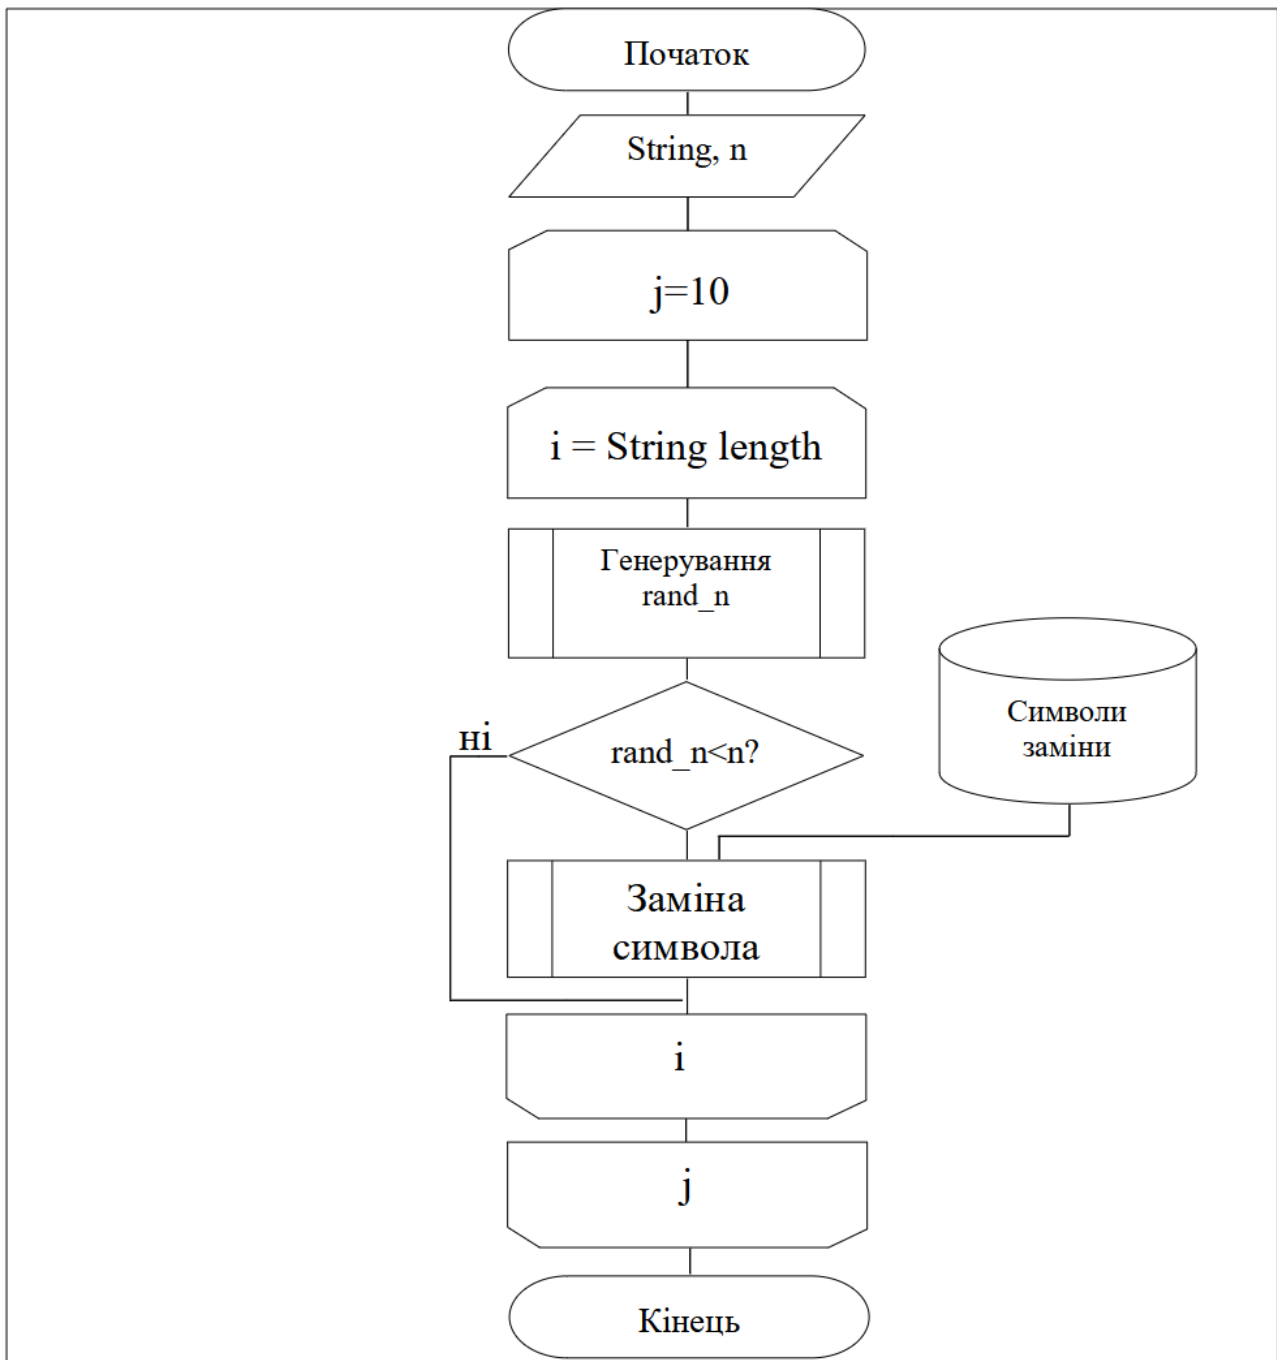 Початок
String, n
j=10
i = String length
Генерування
rand_n
Символи
заміни
ні
rand_n<n?
Заміна
символа
i
j
Кінець